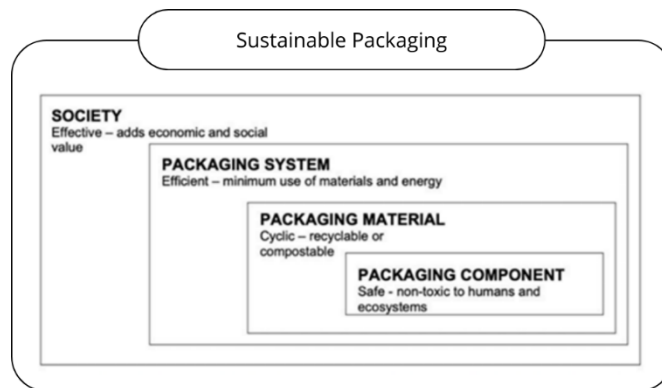 Sustainable Packaging
SOCIETY
Effective – adds economic and social
value
PACKAGING SYSTEM
Efficient – minimum use of materials and energy
PACKAGING MATERIAL
Cyclic – recyclable or
compostable
PACKAGING COMPONENT
Safe - non-toxic to humans and
ecosystems